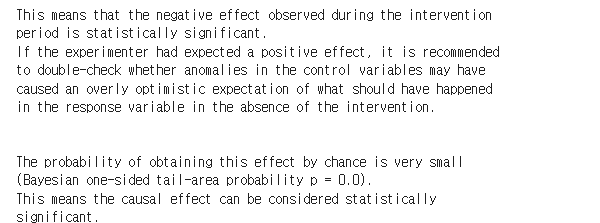 This means that the negative effect observed during the intervention
period is statistically significant.
If the experimenter had expected a positive effect, it is recommended
to double-check whether anomalies in the control variables may have
caused an overly optimistic expectation of what should have happened
in the response variable in the absence of the intervention.
The probability of obtaining this effect by chance is very small
(Bayesian one-sided tail-area probability p = 0.0).
This means the causal effect can be considered statistically
significant.